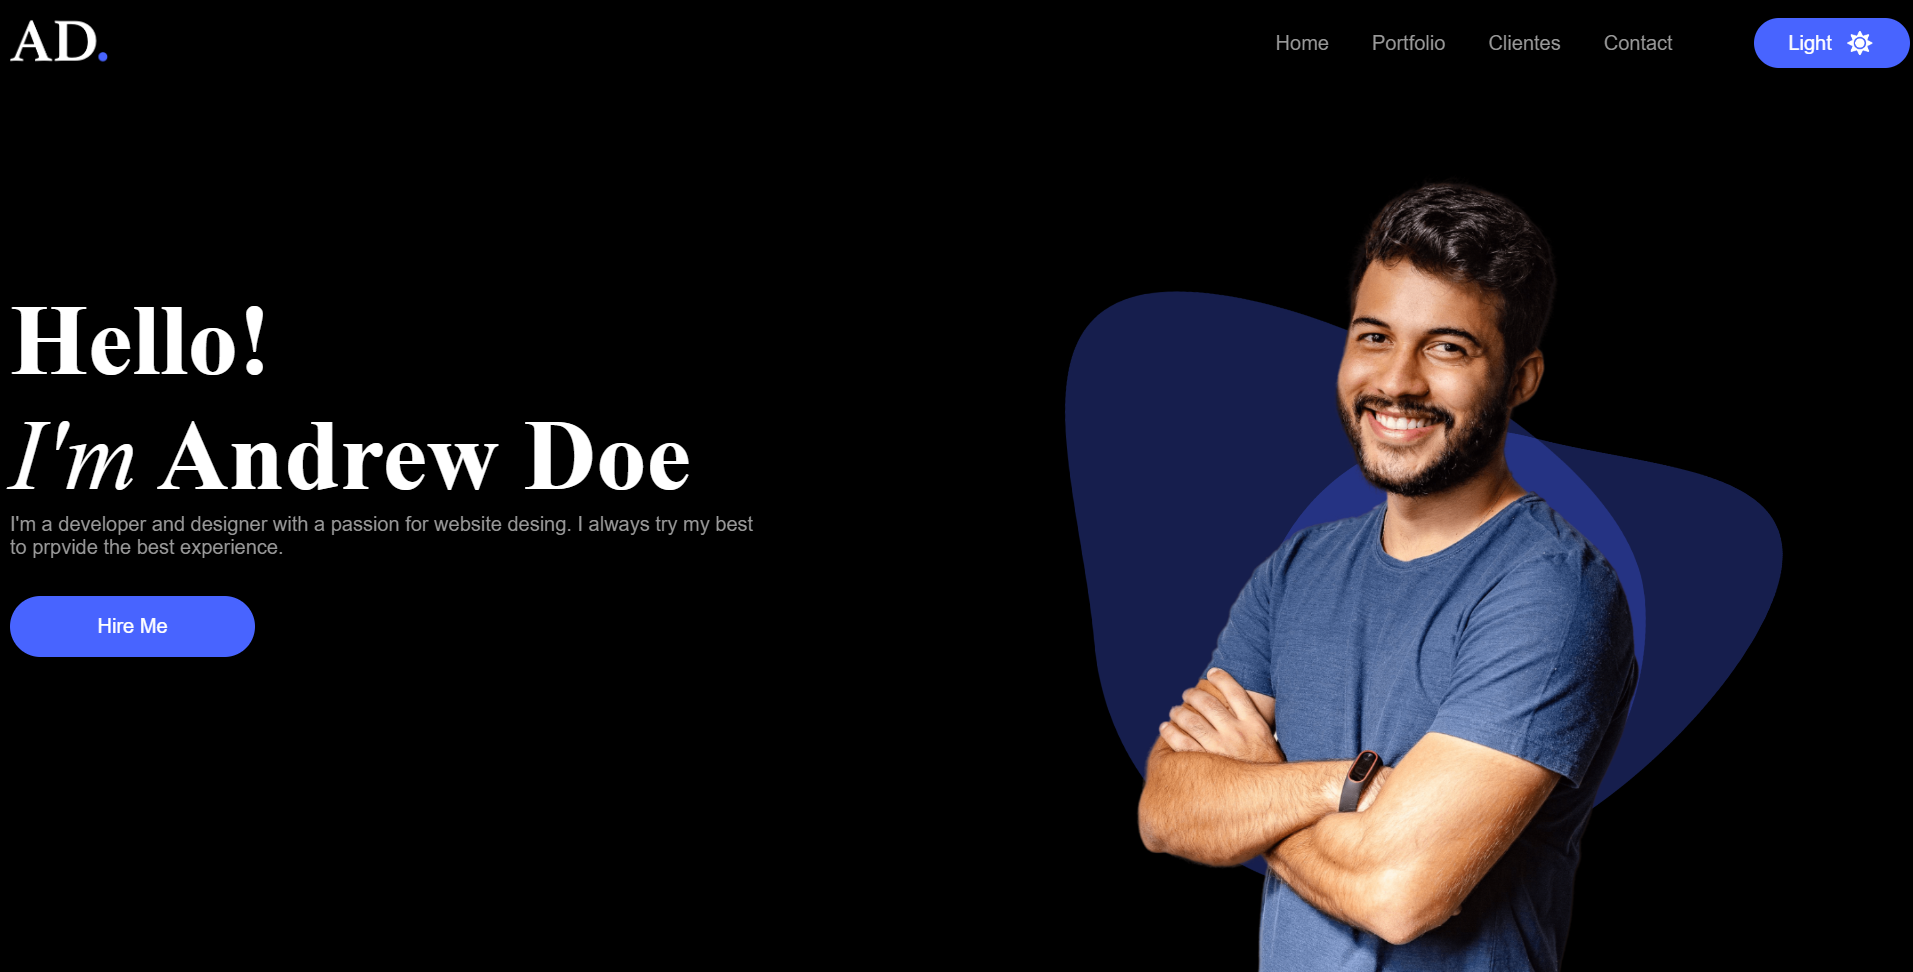 AD.
Home Portfolio Clientes Contact Light
Hello!
I'm Andrew Doe
I'm a developer and designer with a passion for website desing. I always try my best
to prpvide the best experience.
Hire Me